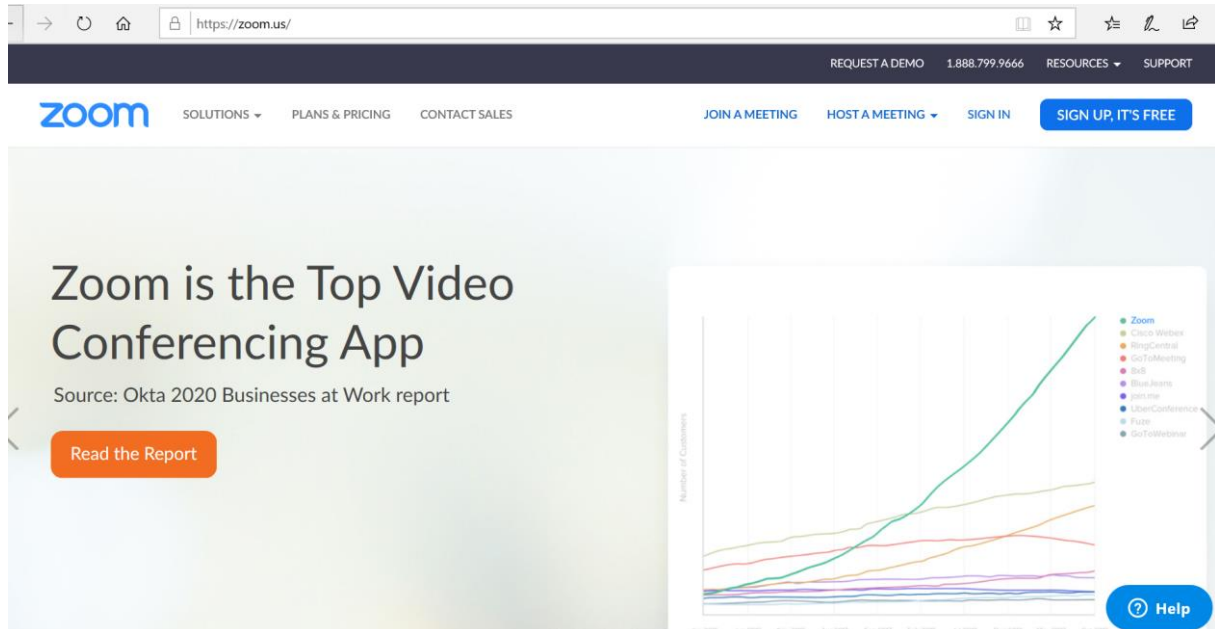 https://zoom.us/
REQUEST A DEMO 1.888.799.9666 RESOURCES SUPPORT
zoom SOLUTIONS PLANS & PRICING CONTACT SALES JOIN A MEETING HOST A MEETING SIGN IN SIGN UP, IT'S FREE
Zoom is the Top Video
Conferencing App
Source: Okta 2020 Businesses at Work report
Read the Report
Number of Customers
Zoom
Cisco Webex
RingCentral
GoToMeeting
8x8
BlueJeans
join.me
UberConference
Fuze
GoToWebinar
Help